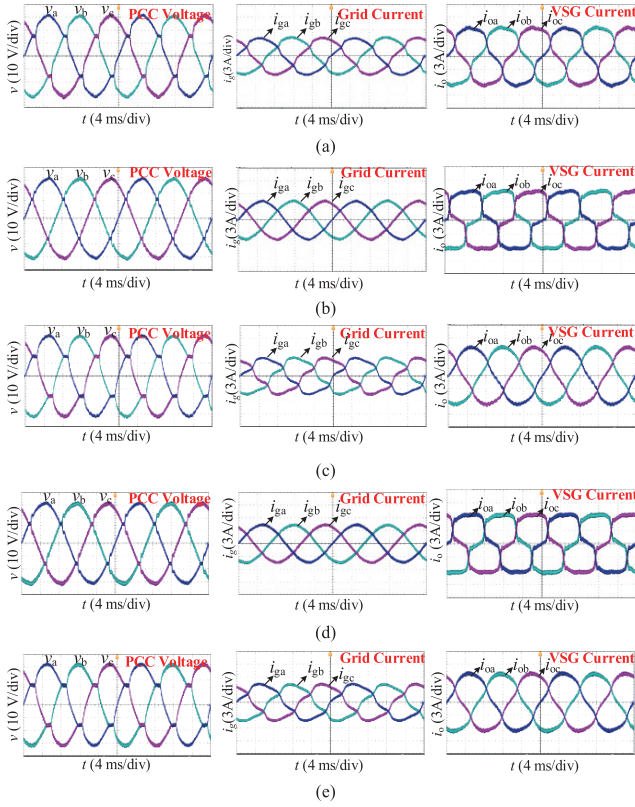 v (10 V/div)
va vb vc PCC Voltage
t (4 ms/div)
ig(3A/div)
iga igb igc Grid Current
t (4 ms/div)
io (3A/div)
ioa iob ioc VSG Current
t (4 ms/div)
(a)
v (10 V/div)
va vb vc PCC Voltage
t (4 ms/div)
ig(3A/div)
iga igb igc Grid Current
t (4 ms/div)
io (3A/div)
ioa iob ioc VSG Current
t (4 ms/div)
(b)
v (10 V/div)
va vb vc PCC Voltage
t (4 ms/div)
ig(3A/div)
iga igb igc Grid Current
t (4 ms/div)
io (3A/div)
ioa iob ioc VSG Current
t (4 ms/div)
(c)
v (10 V/div)
va vb vc PCC Voltage
t (4 ms/div)
ig(3A/div)
iga igb igc Grid Current
t (4 ms/div)
io (3A/div)
ioa iob ioc VSG Current
t (4 ms/div)
(d)
v (10 V/div)
va vb vc PCC Voltage
t (4 ms/div)
ig(3A/div)
iga igb igc Grid Current
t (4 ms/div)
io (3A/div)
ioa iob ioc VSG Current
t (4 ms/div)
(e)